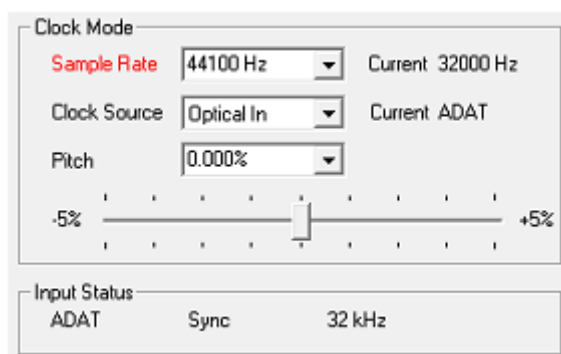 Clock Mode
Sample Rate 44100 Hz Current 32000 Hz
Clock Source Optical In Current ADAT
Pitch 0.000%
-5% +5%
Input Status
ADAT Sync 32 kHz